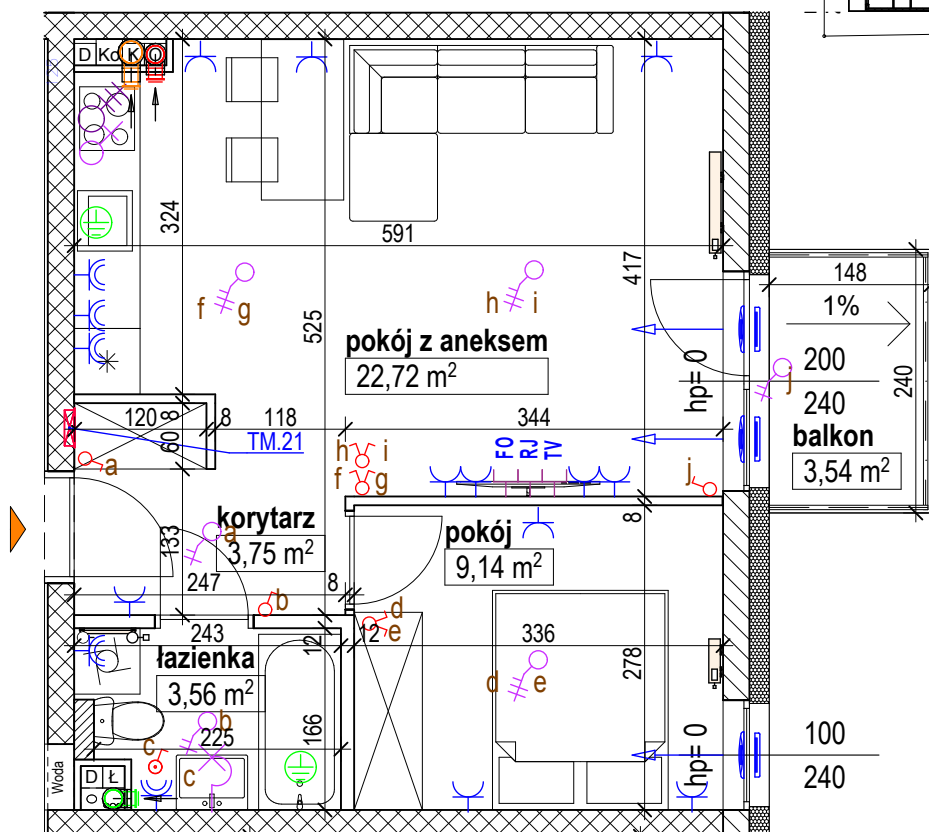 D Ko K O
324
591
417
148
1%
f g
h i
525
200
240
j
240
pokój z aneksem
22,72 m²
hp= 0
balkon
3,54 m²
120
8
8
118
344
60
TM.21
a
h i
f g
FO
RJ
TV
j
korytarz
3,75 m²
a
133
pokój
9,14 m²
8
247
8
b
d
e
243
12
12
336
278
łazienka
3,56 m²
d e
b
225
166
c
c
hp= 0
100
240
Woda
D Ł